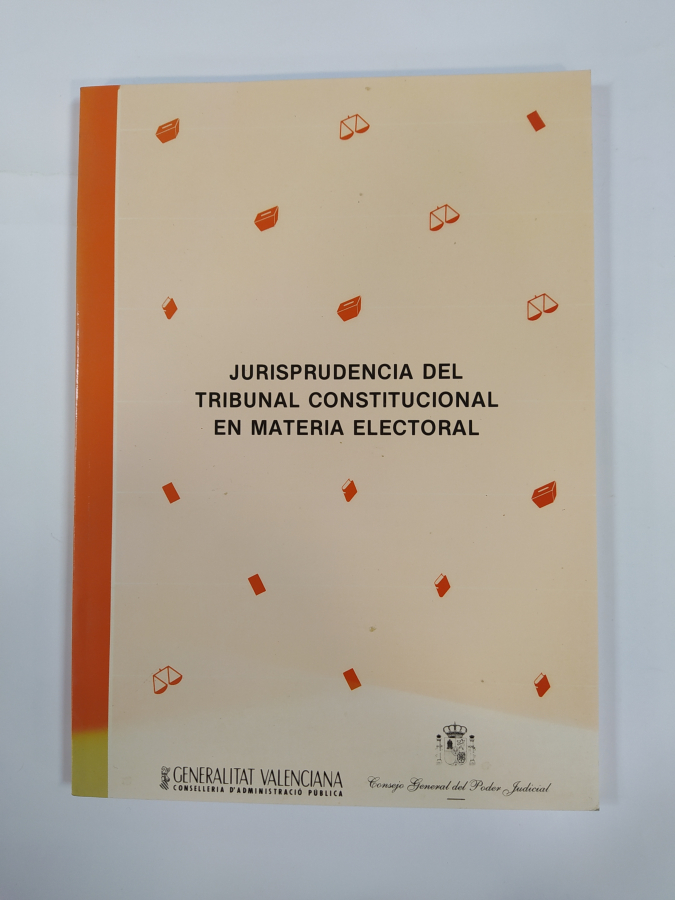 JURISPRUDENCIA DEL
TRIBUNAL CONSTITUCIONAL
EN MATERIA ELECTORAL
GENERALITAT VALENCIANA
CONSELLERIA D'ADMINISTRACIÓ PÚBLICA
Consejo General del Poder Judicial